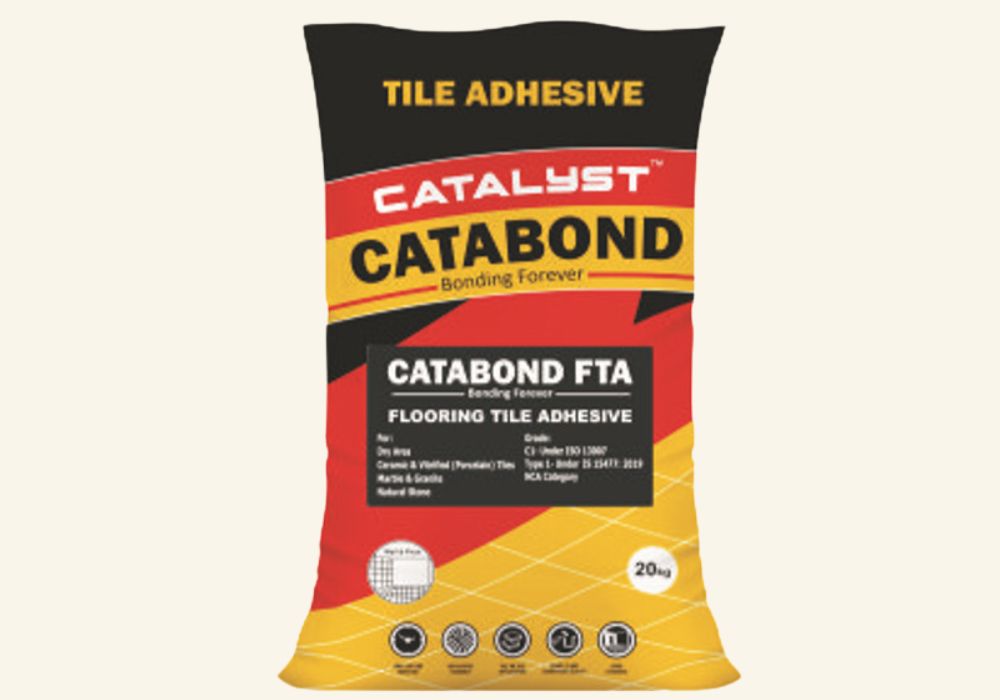 TILE ADHESIVE
CATALYST™
CATABOND
Bonding Forever
CATABOND FTA
Bonding Forever
FLOORING TILE ADHESIVE
For:
Dry Area
Ceramic & Vitrified (Porcelain) Tiles
Marble & Granite
Natural Stone
Grade:
C1- Under ISO 13007
Type 1- Under IS 15477: 2019
NCA Category
Wall & Floor
20kg